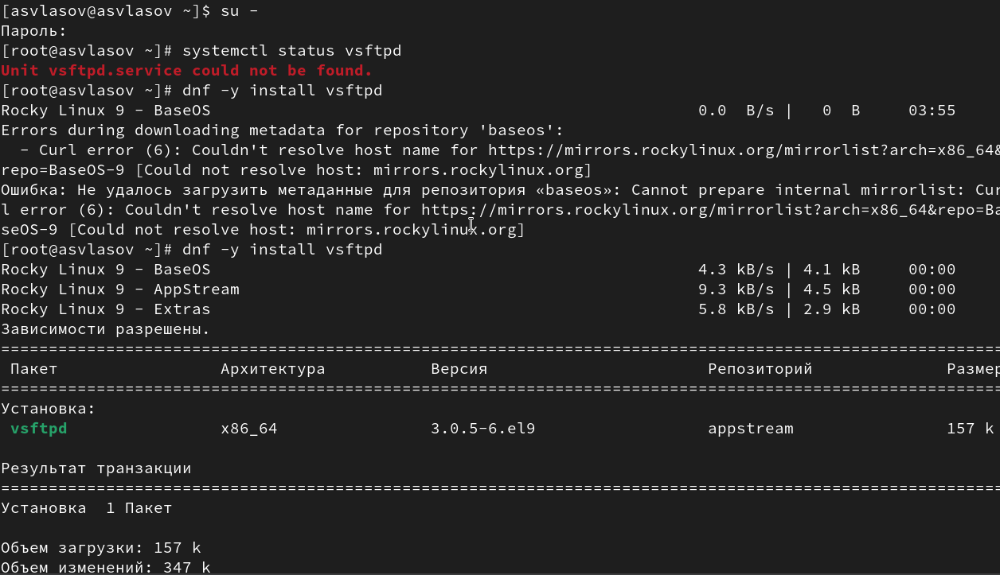 [asvlasov@asvlasov ~]$ su -
Пароль:
[root@asvlasov ~]# systemctl status vsftpd
Unit vsftpd.service could not be found.
[root@asvlasov ~]# dnf -y install vsftpd
Rocky Linux 9 - BaseOS 0.0 B/s | 0 B 03:55
Errors during downloading metadata for repository 'baseos':
- Curl error (6): Couldn't resolve host name for https://mirrors.rockylinux.org/mirrorlist?arch=x86_64&
repo=BaseOS-9 [Could not resolve host: mirrors.rockylinux.org]
Ошибка: Не удалось загрузить метаданные для репозитория «baseos»: Cannot prepare internal mirrorlist: Cur
l error (6): Couldn't resolve host name for https://mirrors.rockylinux.org/mirrorlist?arch=x86_64&repo=Ba
seOS-9 [Could not resolve host: mirrors.rockylinux.org]
[root@asvlasov ~]# dnf -y install vsftpd
Rocky Linux 9 - BaseOS 4.3 kB/s | 4.1 kB 00:00
Rocky Linux 9 - AppStream 9.3 kB/s | 4.5 kB 00:00
Rocky Linux 9 - Extras 5.8 kB/s | 2.9 kB 00:00
Зависимости разрешены.
=========================================================================================================
Пакет Архитектура Версия Репозиторий Размер
=========================================================================================================
Установка:
vsftpd x86_64 3.0.5-6.el9 appstream 157 k
Результат транзакции
=========================================================================================================
Установка 1 Пакет
Объем загрузки: 157 k
Объем изменений: 347 k